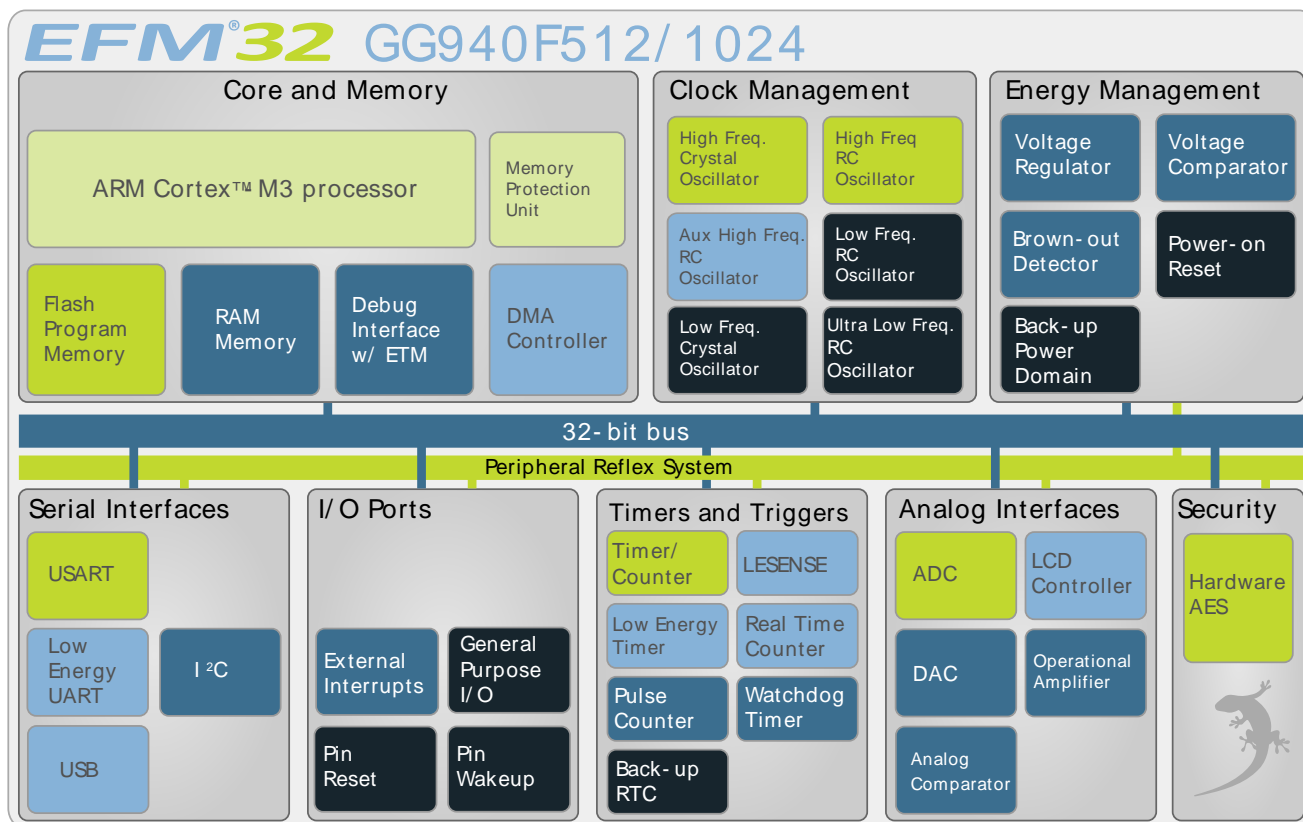 EFM®32 GG940F512/1024
Core and Memory
ARM Cortex™ M3 processor
Memory
Protection
Unit
Flash
Program
Memory
RAM
Memory
Debug
Interface
w/ ETM
DMA
Controller
Clock Management
High Freq.
Crystal
Oscillator
High Freq
RC
Oscillator
Aux High Freq.
RC
Oscillator
Low Freq.
RC
Oscillator
Low Freq.
Crystal
Oscillator
Ultra Low Freq.
RC
Oscillator
Energy Management
Voltage
Regulator
Voltage
Comparator
Brown-out
Detector
Power-on
Reset
Back-up
Power
Domain
32-bit bus
Peripheral Reflex System
Serial Interfaces
USART
Low
Energy
UART
I²C
USB
I/O Ports
External
Interrupts
General
Purpose
I/O
Pin
Reset
Pin
Wakeup
Timers and Triggers
Timer/
Counter
LESENSE
Low Energy
Timer
Real Time
Counter
Pulse
Counter
Watchdog
Timer
Back-up
RTC
Analog Interfaces
ADC
LCD
Controller
DAC
Operational
Amplifier
Analog
Comparator
Security
Hardware
AES